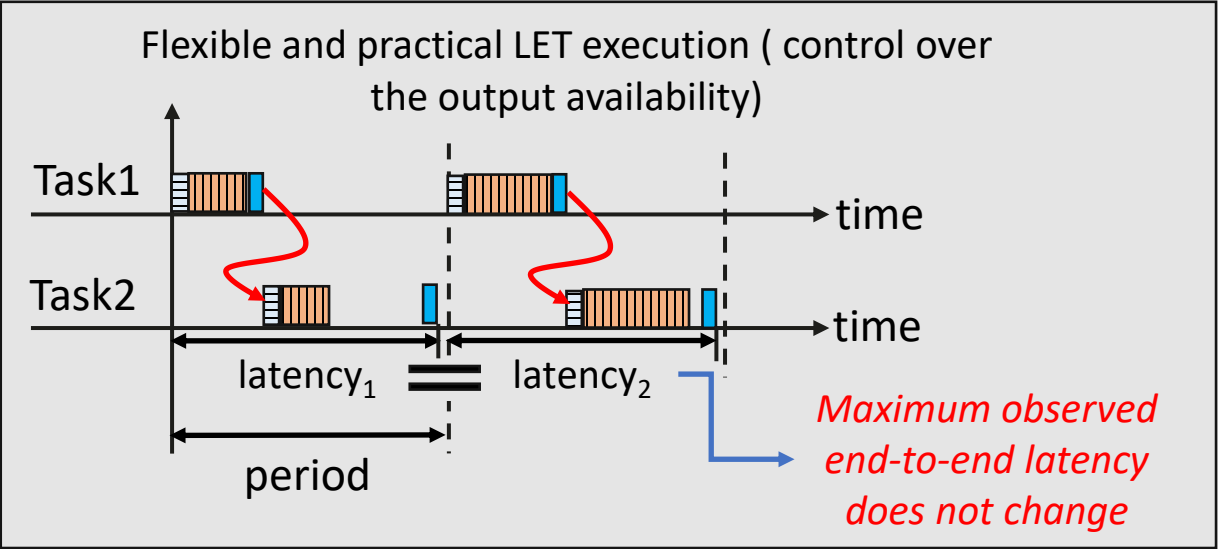 Flexible and practical LET execution ( control over
the output availability)
Task1
time
Task2
time
latency1 = latency2
period
Maximum observed
end-to-end latency
does not change